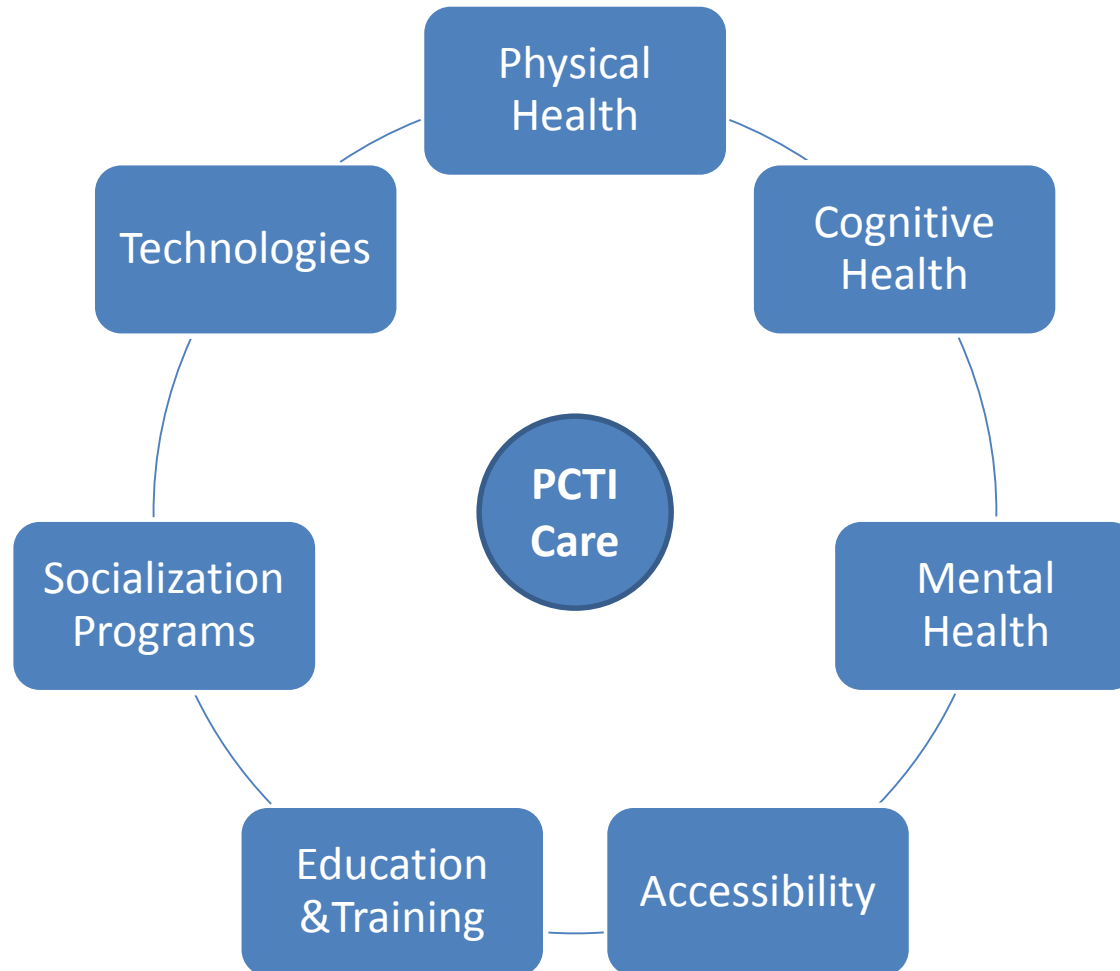 Physical
Health
Cognitive
Health
Mental
Health
Accessibility
Education
&Training
Socialization
Programs
Technologies
PCTI
Care